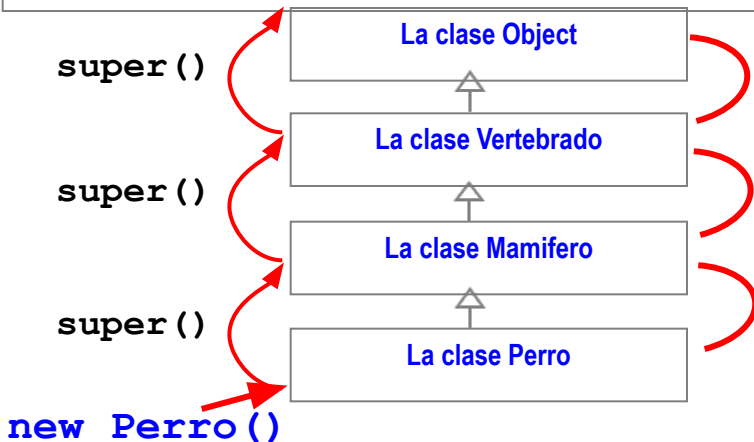 La clase Object
super()
La clase Vertebrado
super()
La clase Mamifero
super()
La clase Perro
new Perro()